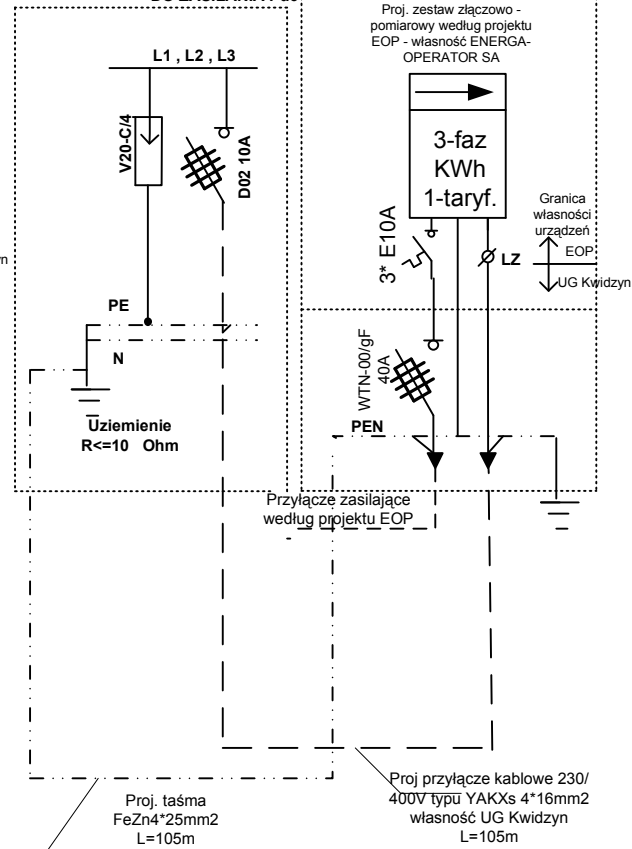 L1 , L2 , L3
V20-C/4
D02 10A
PE
N
Uziemienie
R<=10 Ohm
Proj. zestaw złączowo -
pomiarowy według projektu
EOP - własność ENERGA-
OPERATOR SA
3-faz
KWh
1-taryf.
3* E10A
LZ
Granica
własności
urządzeń
EOP
UG Kwidzyn
WTN-00/gF
40A
PEN
Przyłącze zasilające
według projektu EOP
Proj. taśma
FeZn4*25mm2
L=105m
Proj przyłącze kablowe 230/
400V typu YAKXs 4*16mm2
własność UG Kwidzyn
L=105m